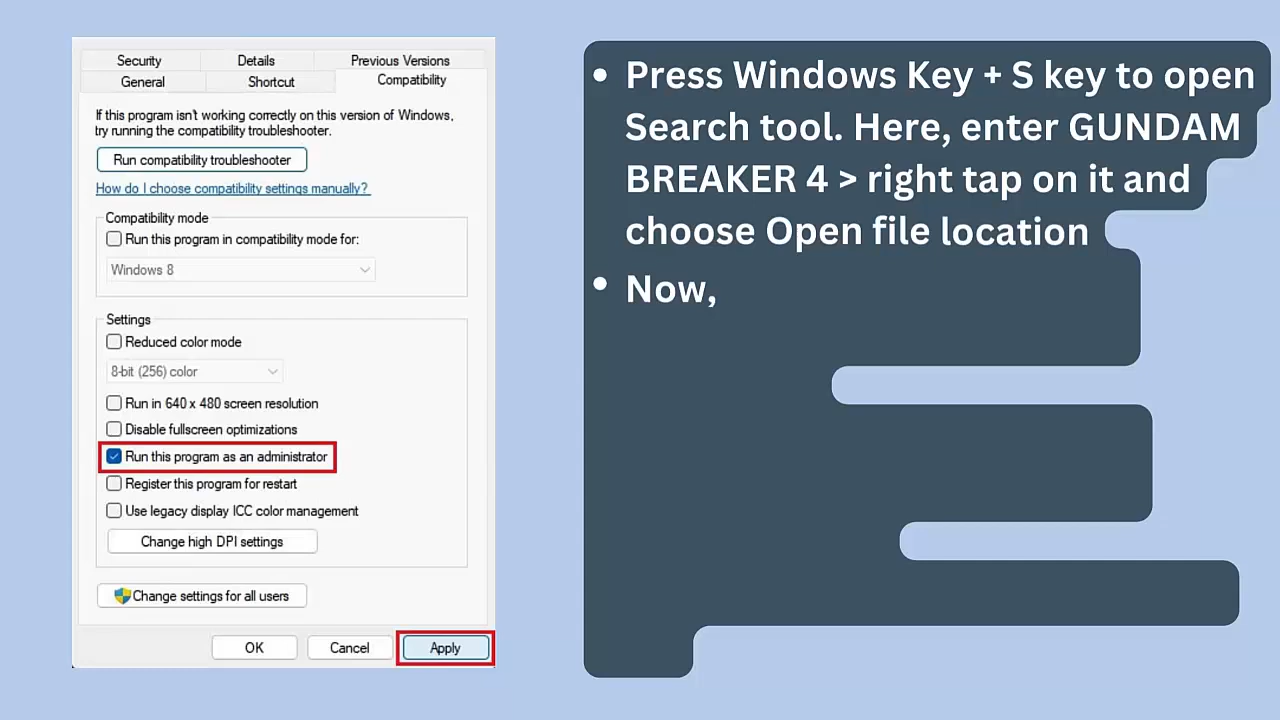 Security Details Previous Versions
General Shortcut Compatibility
If this program isn't working correctly on this version of Windows,
try running the compatibility troubleshooter.
Run compatibility troubleshooter
How do I choose compatibility settings manually?
Compatibility mode
Run this program in compatibility mode for:
Windows 8
Settings
Reduced color mode
8-bit (256) color
Run in 640 x 480 screen resolution
Disable fullscreen optimizations
Run this program as an administrator
Register this program for restart
Use legacy display ICC color management
Change high DPI settings
Change settings for all users
OK Cancel Apply
• Press Windows Key + S key to open
Search tool. Here, enter GUNDAM
BREAKER 4 > right tap on it and
choose Open file location
• Now,